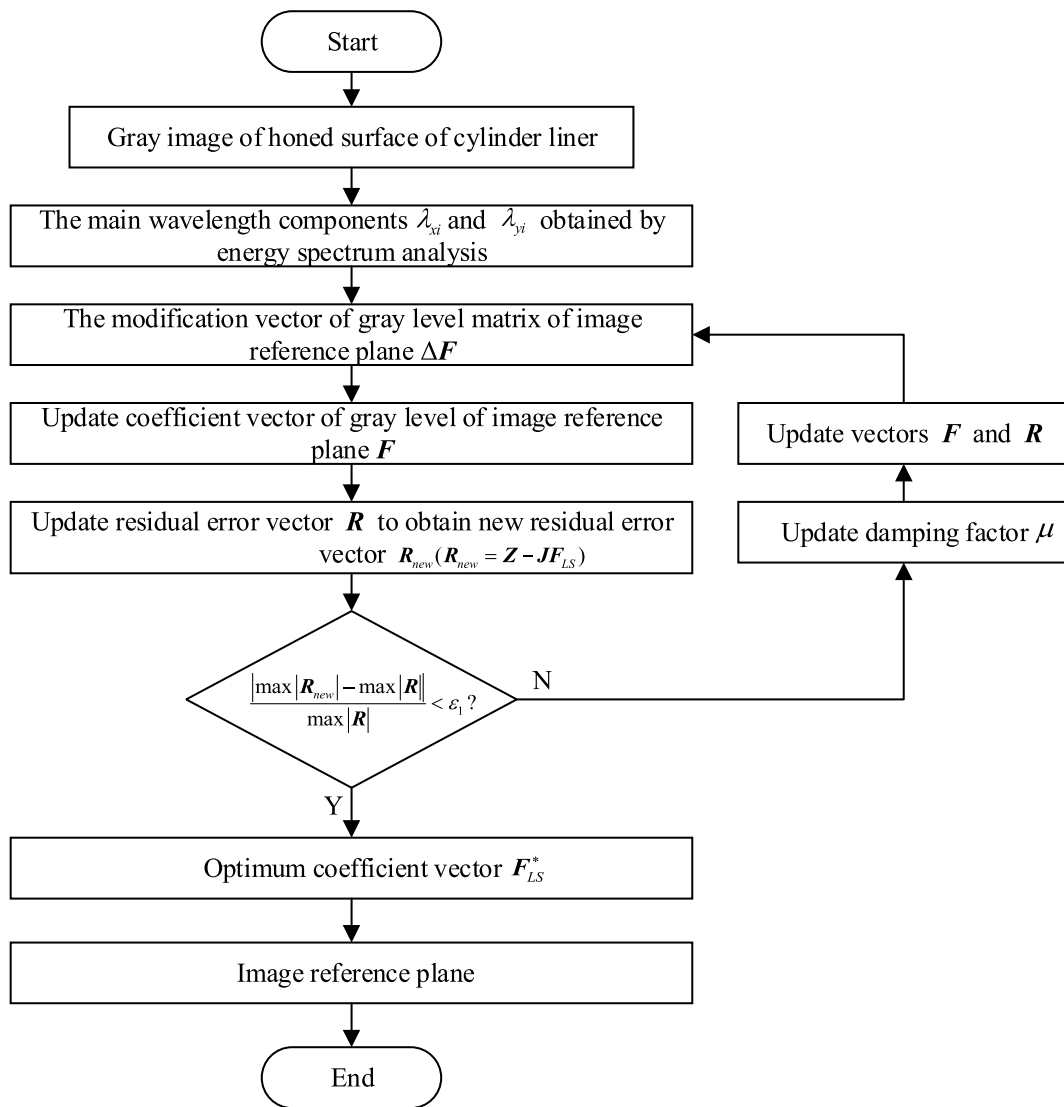 Start
Gray image of honed surface of cylinder liner
The main wavelength components λxi and λyi obtained by
energy spectrum analysis
The modification vector of gray level matrix of image
reference plane ΔF
Update coefficient vector of gray level of image reference
plane F
Update vectors F and R
Update residual error vector R to obtain new residual error
vector Rnew(Rnew = Z − JFLS)
Update damping factor μ
|max|Rnew| − max|R||
max|R|
< ε1?
N
Y
Optimum coefficient vector F*LS
Image reference plane
End